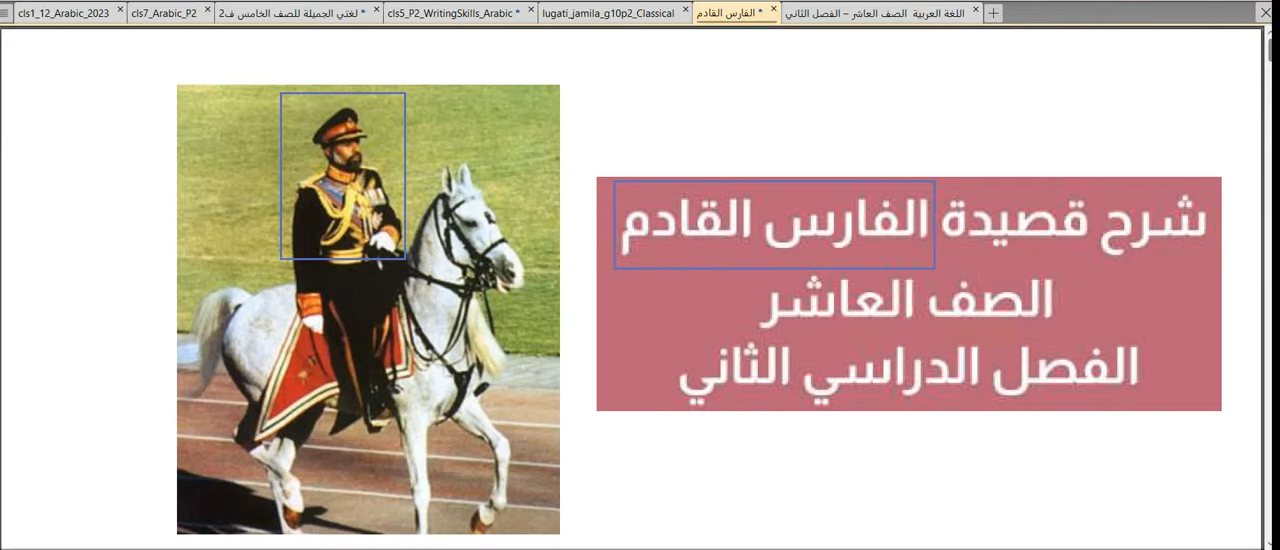 cls1_12_Arabic_2023
cls7_Arabic_P2
لغتي الجميلة للصف الخامس ف2 *
cls5_P2_WritingSkills_Arabic *
lugati_jamila_g10p2_Classical
الفارس القادم *
اللغة العربية الصف العاشر – الفصل الثاني
شرح قصيدة الفارس القادم
الصف العاشر
الفصل الدراسي الثاني